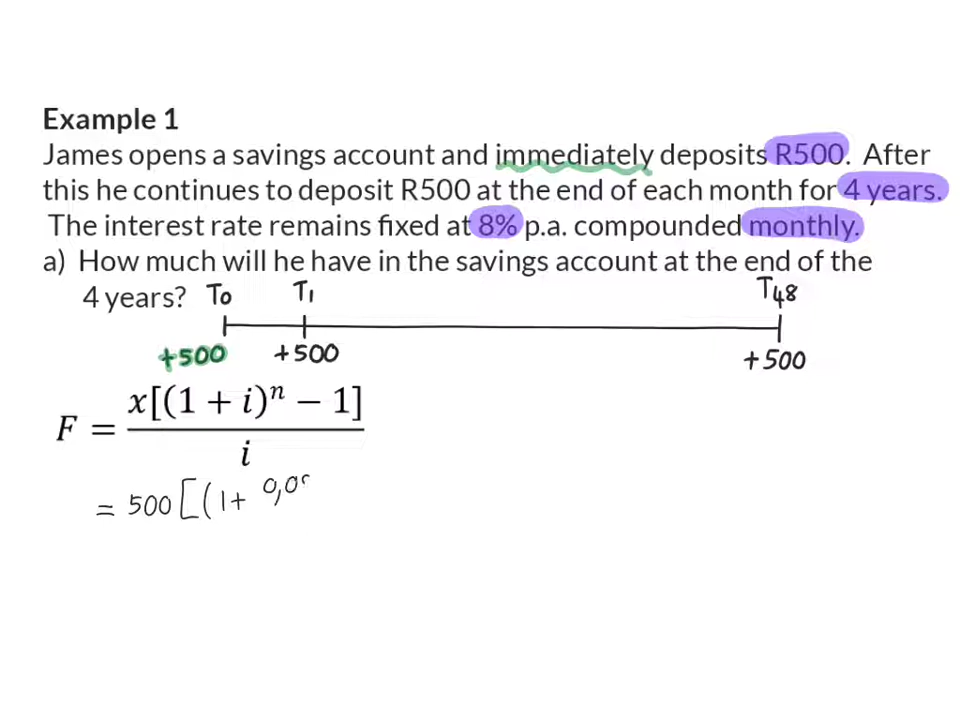 Example 1
James opens a savings account and immediately deposits R500. After
this he continues to deposit R500 at the end of each month for 4 years.
The interest rate remains fixed at 8% p.a. compounded monthly.
a) How much will he have in the savings account at the end of the
4 years? T₀ T₁ T₄₈
+500 +500 +500
F = x[(1 + i)ⁿ − 1] / i
= 500 [(1+ 0,0